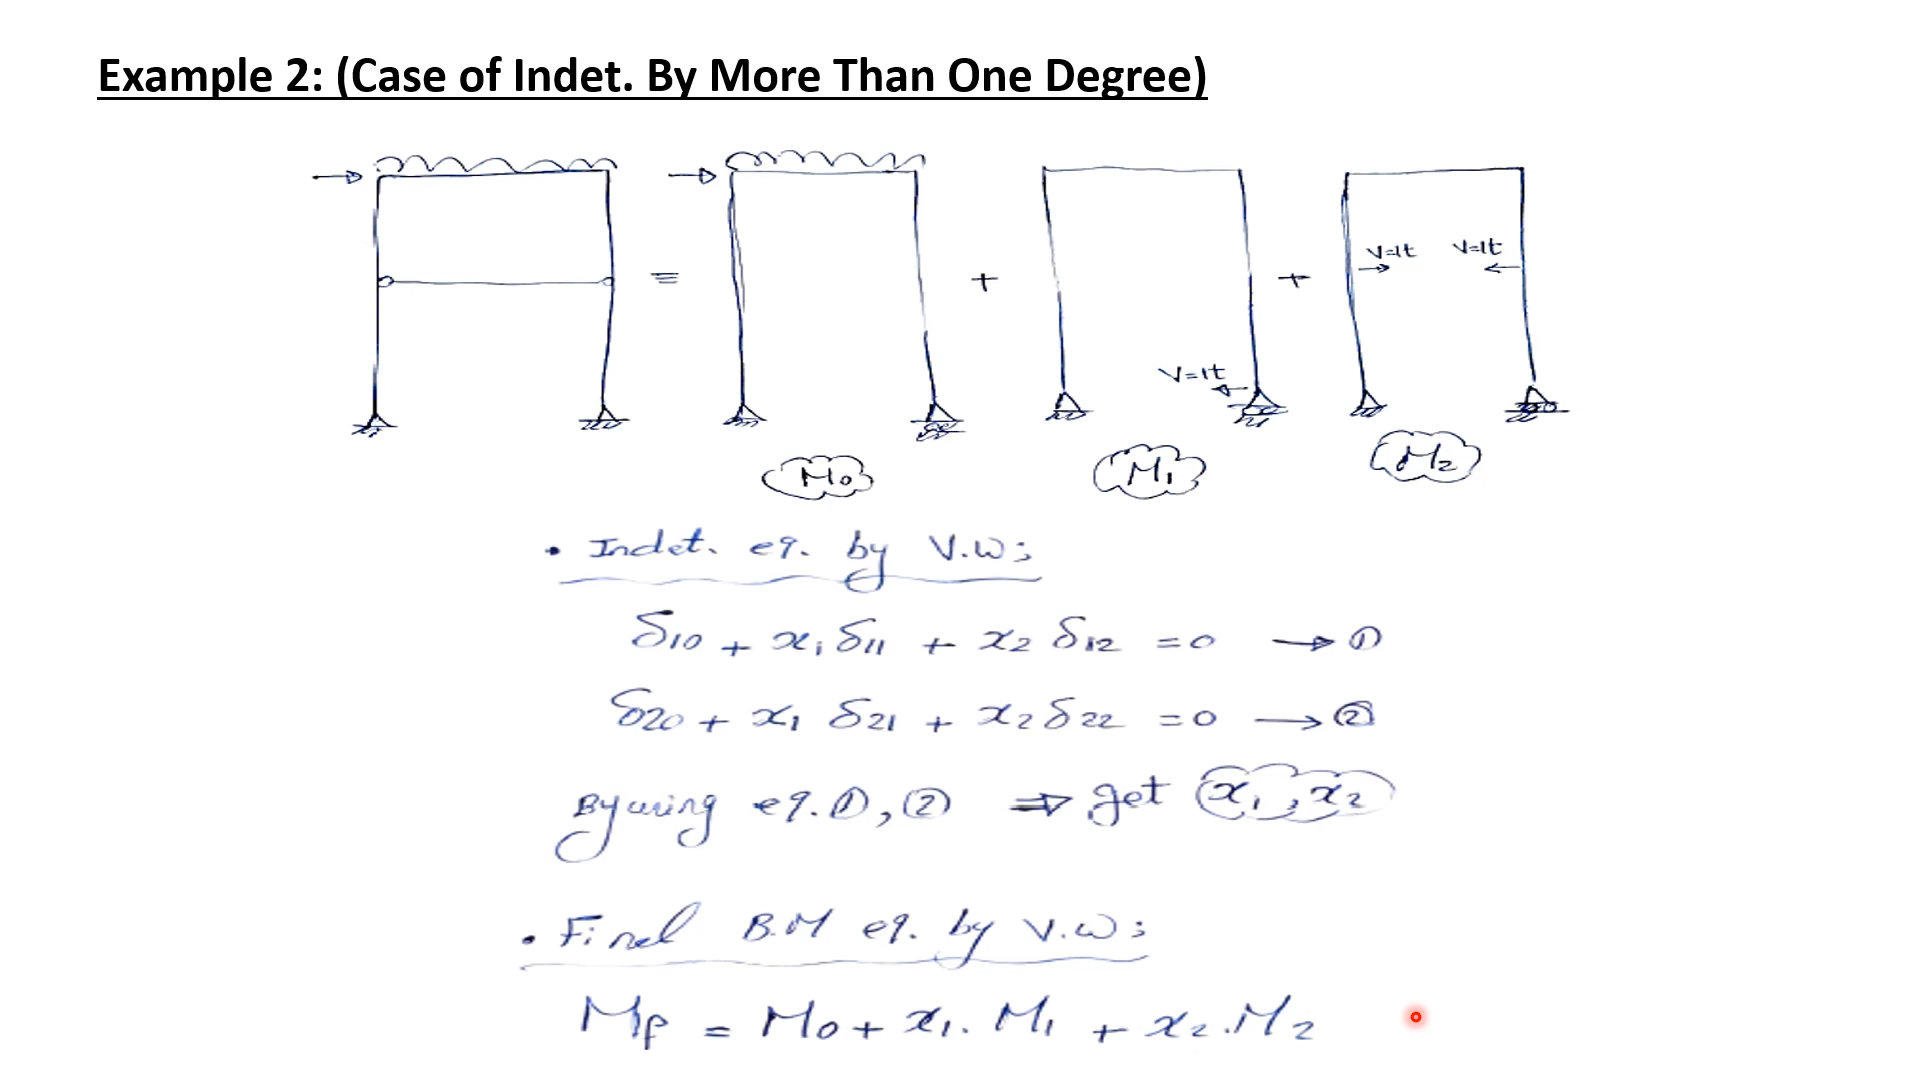 Example 2: (Case of Indet. By More Than One Degree)
V=1t V=1t
V=1t
M₀ M₁ M₂
• Indet. eq. by V.W:
δ10 + x₁ δ11 + x₂ δ12 = 0 → ①
δ20 + x₁ δ21 + x₂ δ22 = 0 → ②
By using eq. ①, ② ⇒ get x₁, x₂
• Final B.M eq. by V.W:
Mf = M₀ + x₁. M₁ + x₂. M₂